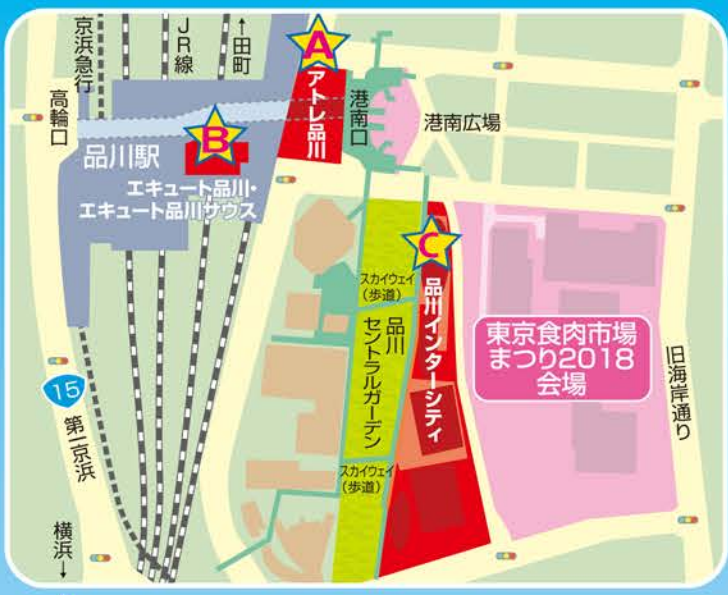 京浜急行
JR線
←田町
A
アトレ品川
港南口
港南広場
高輪口
品川駅
B
エキュート品川・
エキュート品川サウス
C
品川インターシティ
スカイウェイ
(歩道)
品川
セントラルガーデン
スカイウェイ
(歩道)
東京食肉市場
まつり2018
会場
旧海岸通り
15
第一京浜
横浜←